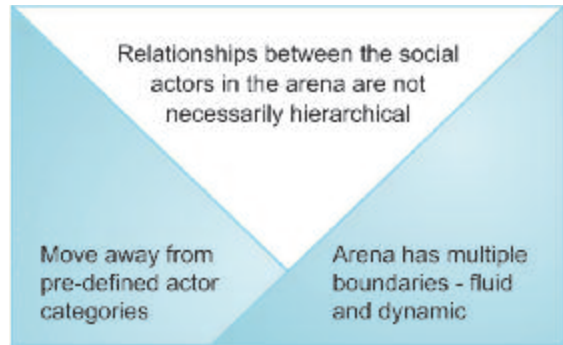 Relationships between the social
actors in the arena are not
necessarily hierarchical
Move away from
pre-defined actor
categories
Arena has multiple
boundaries - fluid
and dynamic